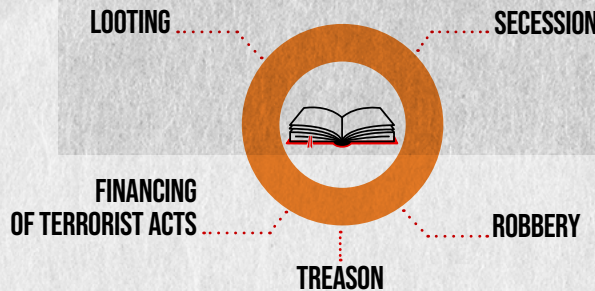 LOOTING
SECESSION
FINANCING
OF TERRORIST ACTS
ROBBERY
TREASON